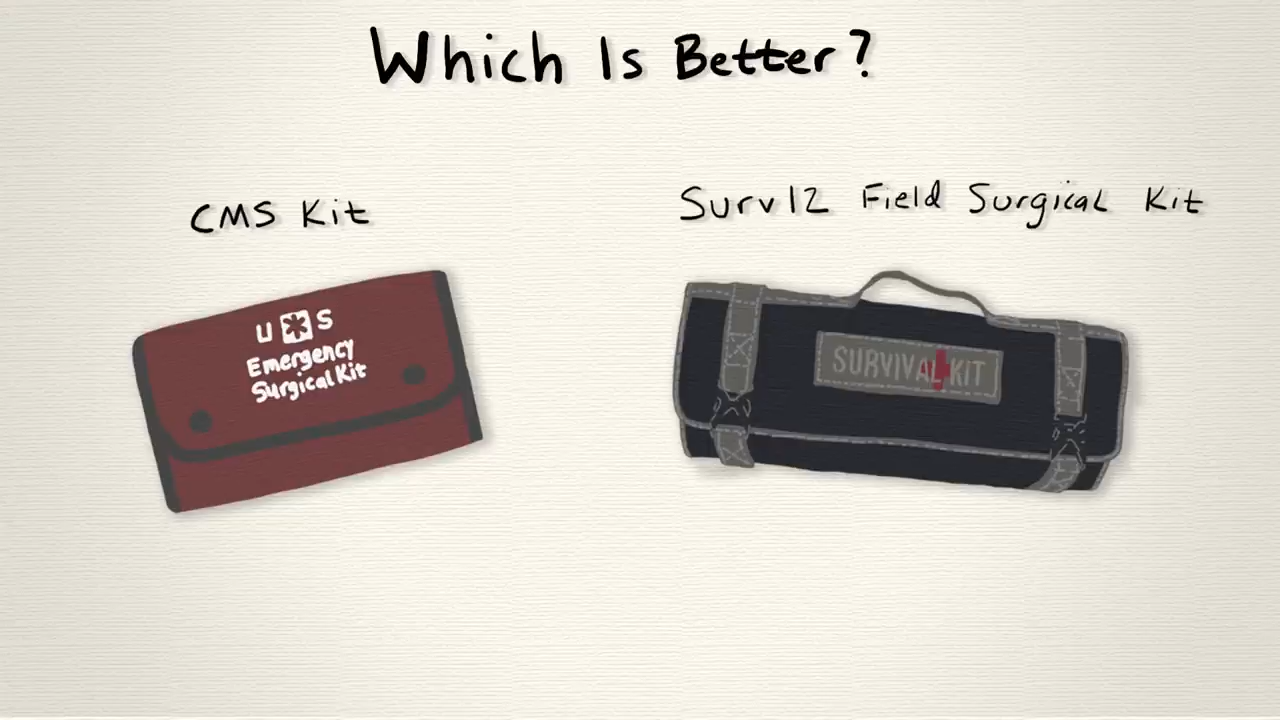 Which Is Better?
CMS Kit
Surv12 Field Surgical Kit
U S
Emergency
Surgical Kit
SURVIVAL KIT